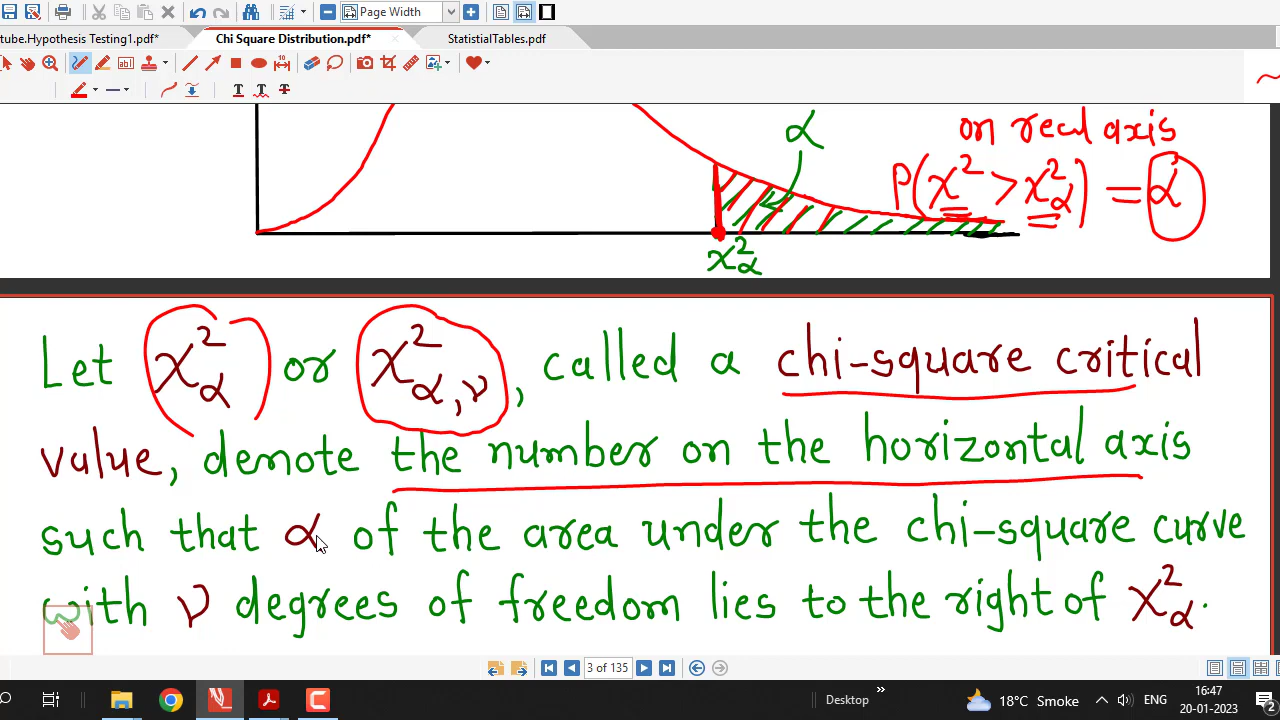 Page Width
tube.Hypothesis Testing1.pdf*
Chi Square Distribution.pdf*
StatistialTables.pdf
α
on real axis
P(χ² > χ²α) = α
χ²α
Let χ²α or χ²α,ν, called a chi-square critical
value, denote the number on the horizontal axis
such that α of the area under the chi-square curve
with ν degrees of freedom lies to the right of χ²α.
3 of 135
Desktop
18°C Smoke
ENG
16:47
20-01-2023
2